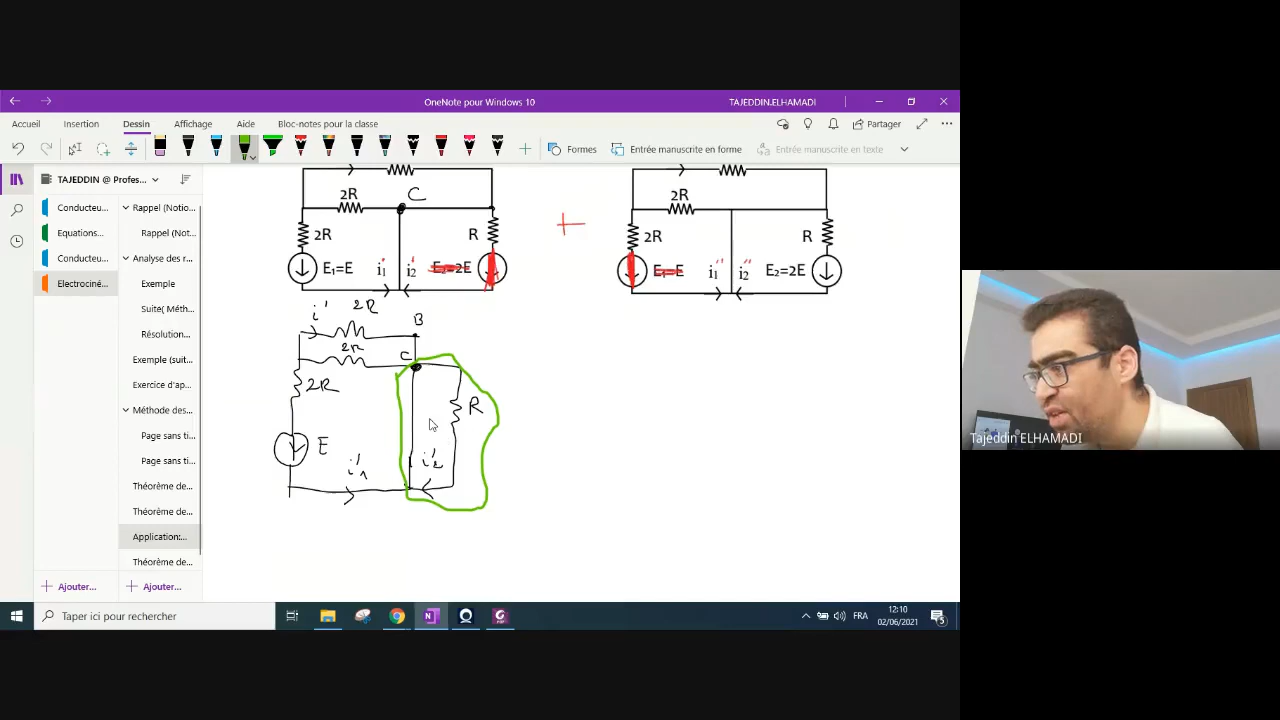 OneNote pour Windows 10
TAJEDDIN.ELHAMADI
Accueil Insertion Dessin Affichage Aide Bloc-notes pour la classe
Partager
Formes Entrée manuscrite en forme Entrée manuscrite en texte
TAJEDDIN @ Profes...
Conducteu...
Equations...
Conducteu...
Electrociné...
Rappel (Notio...
Rappel (Not...
Analyse des r...
Exemple
Suite( Méth...
Résolution...
Exemple (suit...
Exercice d'ap...
Méthode des...
Page sans ti...
Page sans ti...
Théorème de...
Théorème de...
Application:...
Théorème de...
Ajouter...
Ajouter...
2R C
2R R
E₁=E i₁' i₂' E₂=2E
+
2R
2R R
E₁=E i₁'' i₂'' E₂=2E
i' 2R B
2R C
2R R
E
i'₁ i'₂
Tajeddin ELHAMADI
Taper ici pour rechercher
FRA
12:10
02/06/2021
5